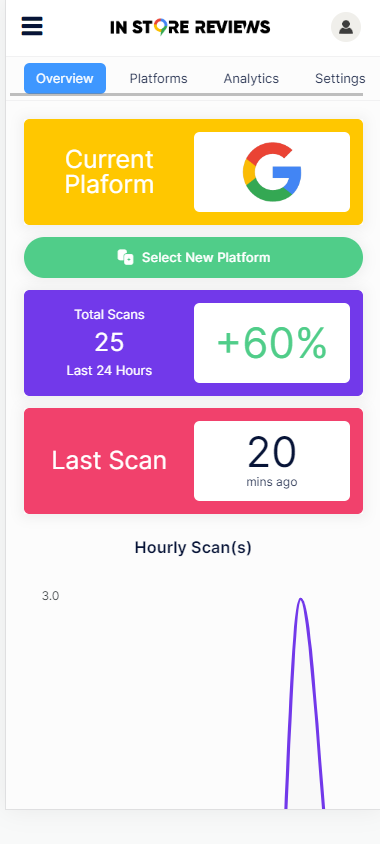 IN STORE REVIEWS
Overview Platforms Analytics Settings
Current
Plaform
Select New Platform
Total Scans
25
Last 24 Hours
+60%
Last Scan
20
mins ago
Hourly Scan(s)
3.0